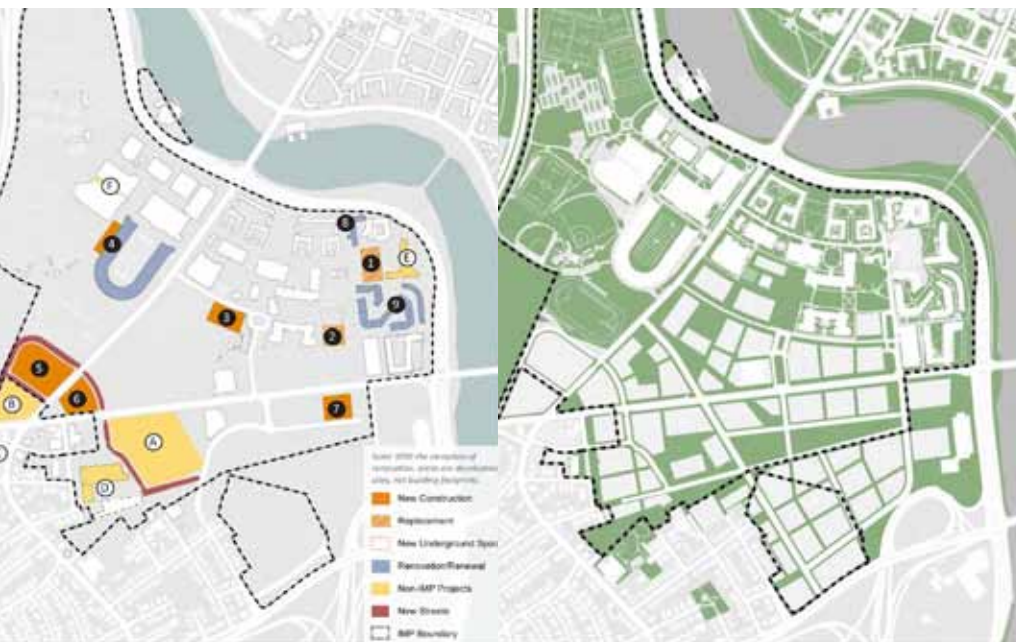 F
8
4
1
E
9
3
2
5
B
6
7
A
D
New Construction
Replacement
New Underground Spac
Renovation/Renewal
Non-IMP Projects
New Streets
IMP Boundary